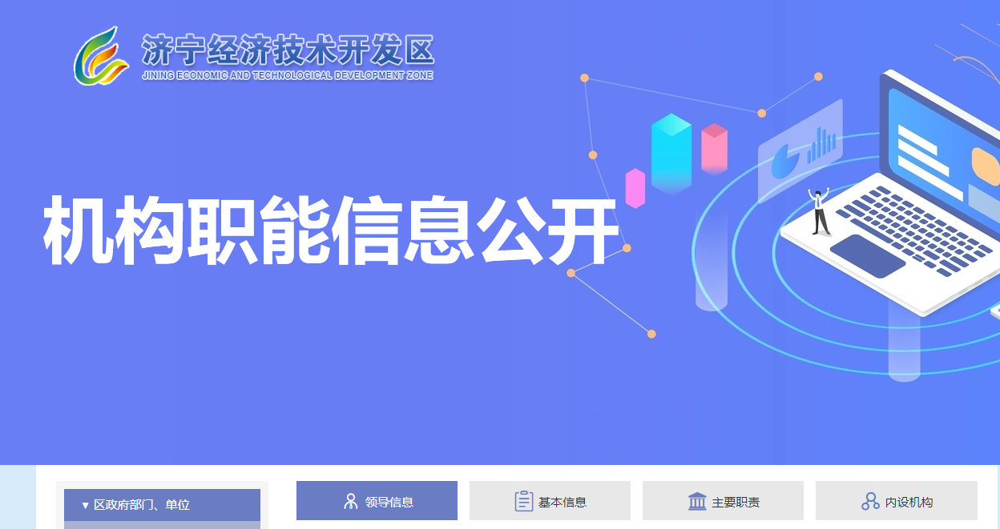 济宁经济技术开发区
JINING ECONOMIC AND TECHNOLOGICAL DEVELOPMENT ZONE
机构职能信息公开
▼ 区政府部门、单位
领导信息
基本信息
主要职责
内设机构